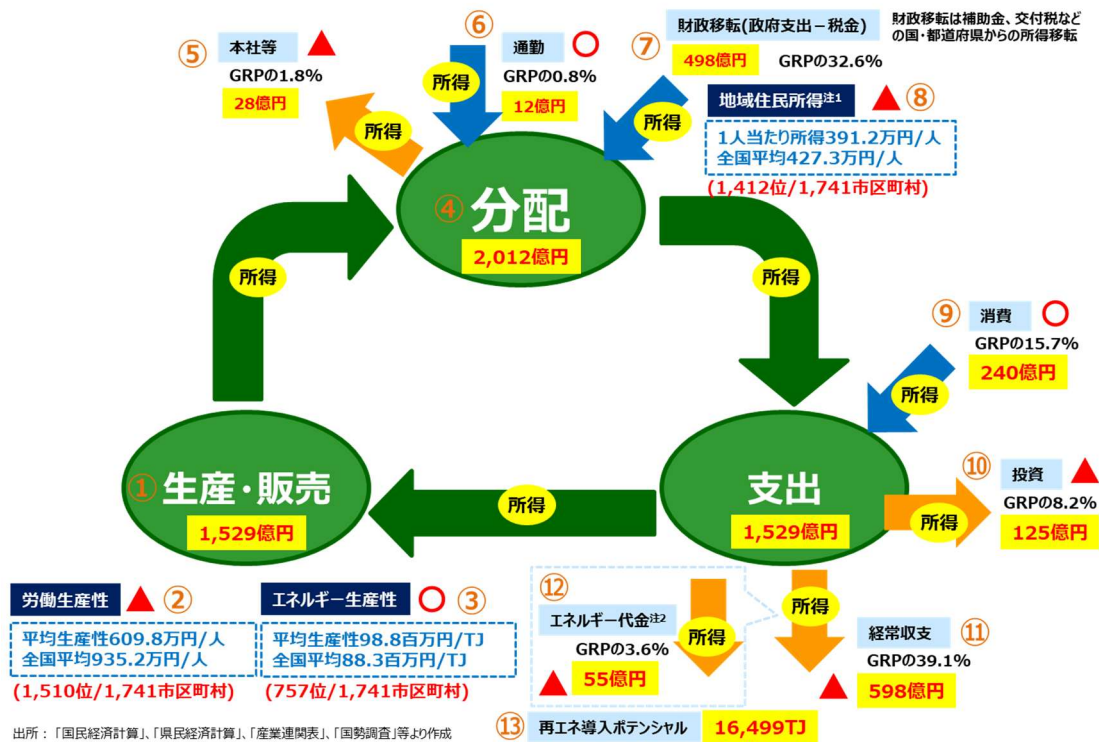 ⑤
本社等 ▲
GRPの1.8%
28億円
所得
⑥
通勤 ○
GRPの0.8%
12億円
所得
⑦
財政移転(政府支出－税金)
498億円 GRPの32.6%
所得
財政移転は補助金、交付税など
の国・都道府県からの所得移転
地域住民所得注1 ▲ ⑧
1人当たり所得391.2万円/人
全国平均427.3万円/人
(1,412位/1,741市区町村)
④ 分配
2,012億円
所得
所得
⑨ 消費 ○
GRPの15.7%
240億円
所得
① 生産・販売
1,529億円
所得
支出
1,529億円
⑩
投資 ▲
GRPの8.2%
125億円
所得
労働生産性 ▲ ②
平均生産性609.8万円/人
全国平均935.2万円/人
(1,510位/1,741市区町村)
エネルギー生産性 ○ ③
平均生産性98.8百万円/TJ
全国平均88.3百万円/TJ
(757位/1,741市区町村)
⑫
エネルギー代金注2
GRPの3.6%
▲ 55億円
所得
所得
経常収支 ⑪
GRPの39.1%
▲ 598億円
⑬ 再エネ導入ポテンシャル 16,499TJ
出所：「国民経済計算」、「県民経済計算」、「産業連関表」、「国勢調査」等より作成